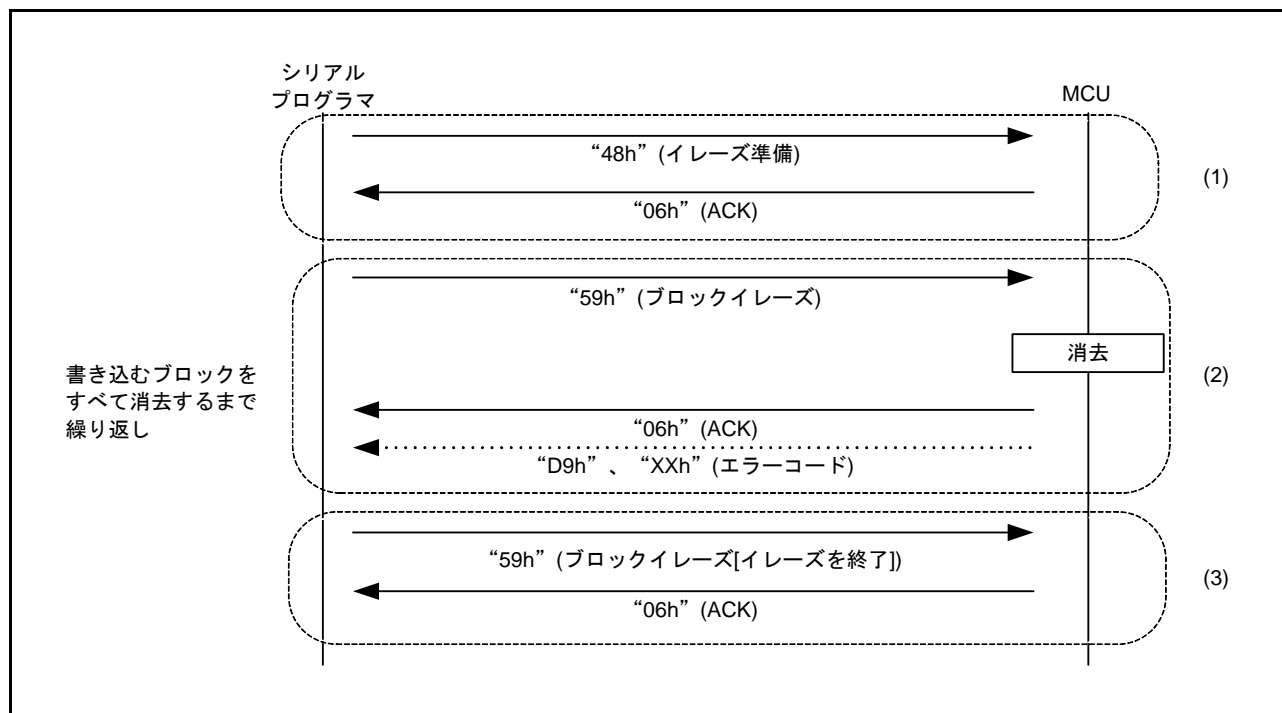 シリアル
プログラマ
MCU
“48h” (イレーズ準備)
“06h” (ACK)
(1)
“59h” (ブロックイレーズ)
消去
書き込むブロックを
すべて消去するまで
繰り返し
(2)
“06h” (ACK)
“D9h” 、 “XXh” (エラーコード)
“59h” (ブロックイレーズ[イレーズを終了])
“06h” (ACK)
(3)